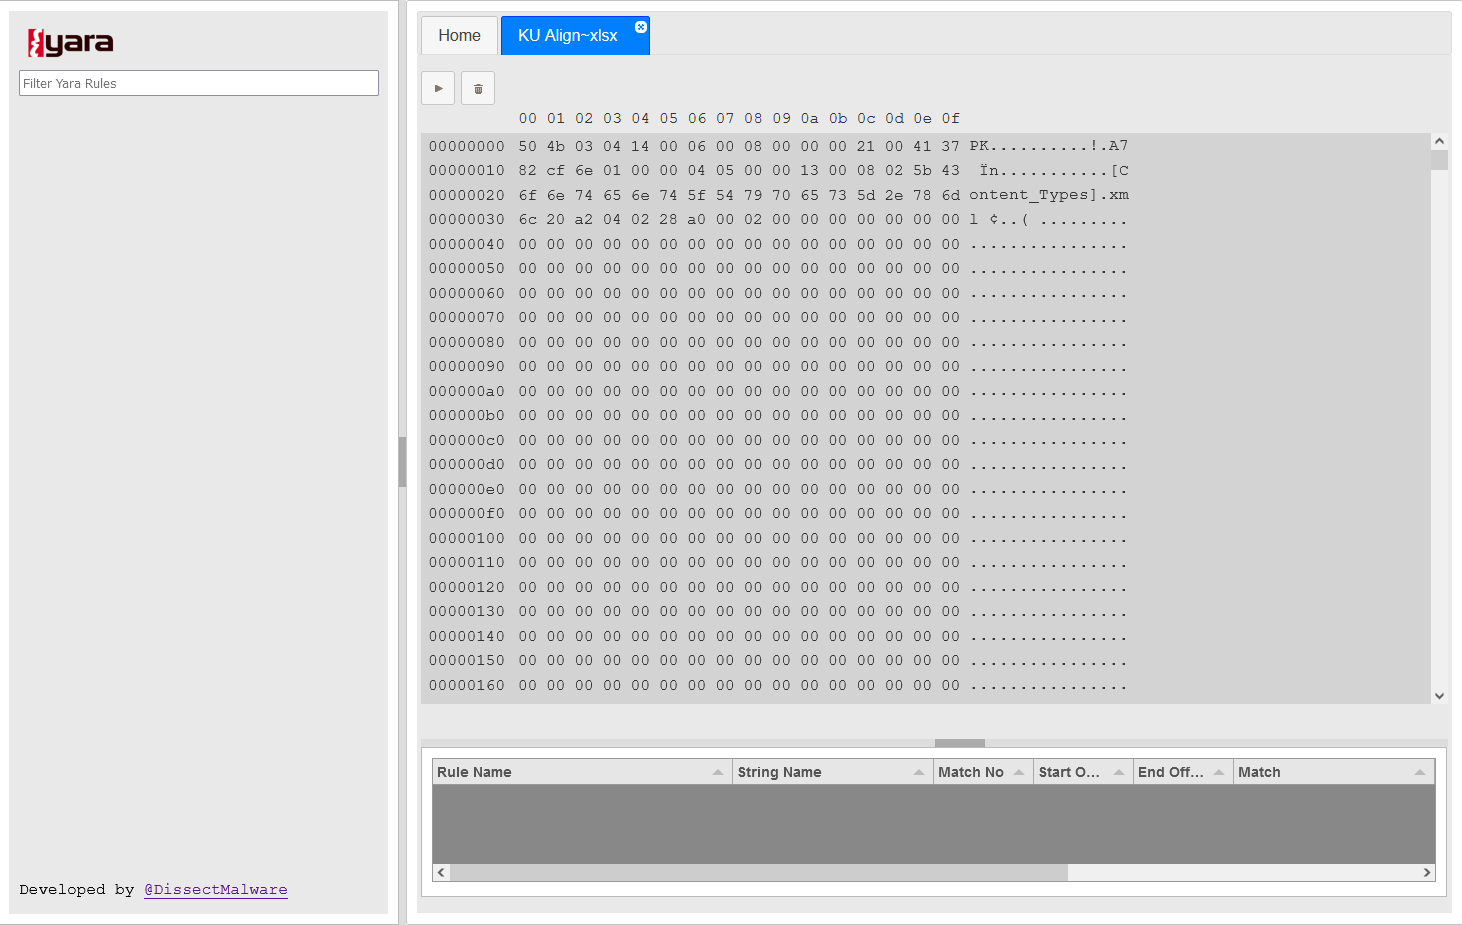 yara
Filter Yara Rules
Developed by @DissectMalware
Home
KU Align~xlsx
00 01 02 03 04 05 06 07 08 09 0a 0b 0c 0d 0e 0f
00000000 50 4b 03 04 14 00 06 00 08 00 00 00 21 00 41 37 PK..........!.A7
00000010 82 cf 6e 01 00 00 04 05 00 00 13 00 08 02 5b 43  Ïn...........[C
00000020 6f 6e 74 65 6e 74 5f 54 79 70 65 73 5d 2e 78 6d ontent_Types].xm
00000030 6c 20 a2 04 02 28 a0 00 02 00 00 00 00 00 00 00 l ¢..( .........
00000040 00 00 00 00 00 00 00 00 00 00 00 00 00 00 00 00 ................
00000050 00 00 00 00 00 00 00 00 00 00 00 00 00 00 00 00 ................
00000060 00 00 00 00 00 00 00 00 00 00 00 00 00 00 00 00 ................
00000070 00 00 00 00 00 00 00 00 00 00 00 00 00 00 00 00 ................
00000080 00 00 00 00 00 00 00 00 00 00 00 00 00 00 00 00 ................
00000090 00 00 00 00 00 00 00 00 00 00 00 00 00 00 00 00 ................
000000a0 00 00 00 00 00 00 00 00 00 00 00 00 00 00 00 00 ................
000000b0 00 00 00 00 00 00 00 00 00 00 00 00 00 00 00 00 ................
000000c0 00 00 00 00 00 00 00 00 00 00 00 00 00 00 00 00 ................
000000d0 00 00 00 00 00 00 00 00 00 00 00 00 00 00 00 00 ................
000000e0 00 00 00 00 00 00 00 00 00 00 00 00 00 00 00 00 ................
000000f0 00 00 00 00 00 00 00 00 00 00 00 00 00 00 00 00 ................
00000100 00 00 00 00 00 00 00 00 00 00 00 00 00 00 00 00 ................
00000110 00 00 00 00 00 00 00 00 00 00 00 00 00 00 00 00 ................
00000120 00 00 00 00 00 00 00 00 00 00 00 00 00 00 00 00 ................
00000130 00 00 00 00 00 00 00 00 00 00 00 00 00 00 00 00 ................
00000140 00 00 00 00 00 00 00 00 00 00 00 00 00 00 00 00 ................
00000150 00 00 00 00 00 00 00 00 00 00 00 00 00 00 00 00 ................
00000160 00 00 00 00 00 00 00 00 00 00 00 00 00 00 00 00 ................
Rule Name String Name Match No Start O... End Off... Match